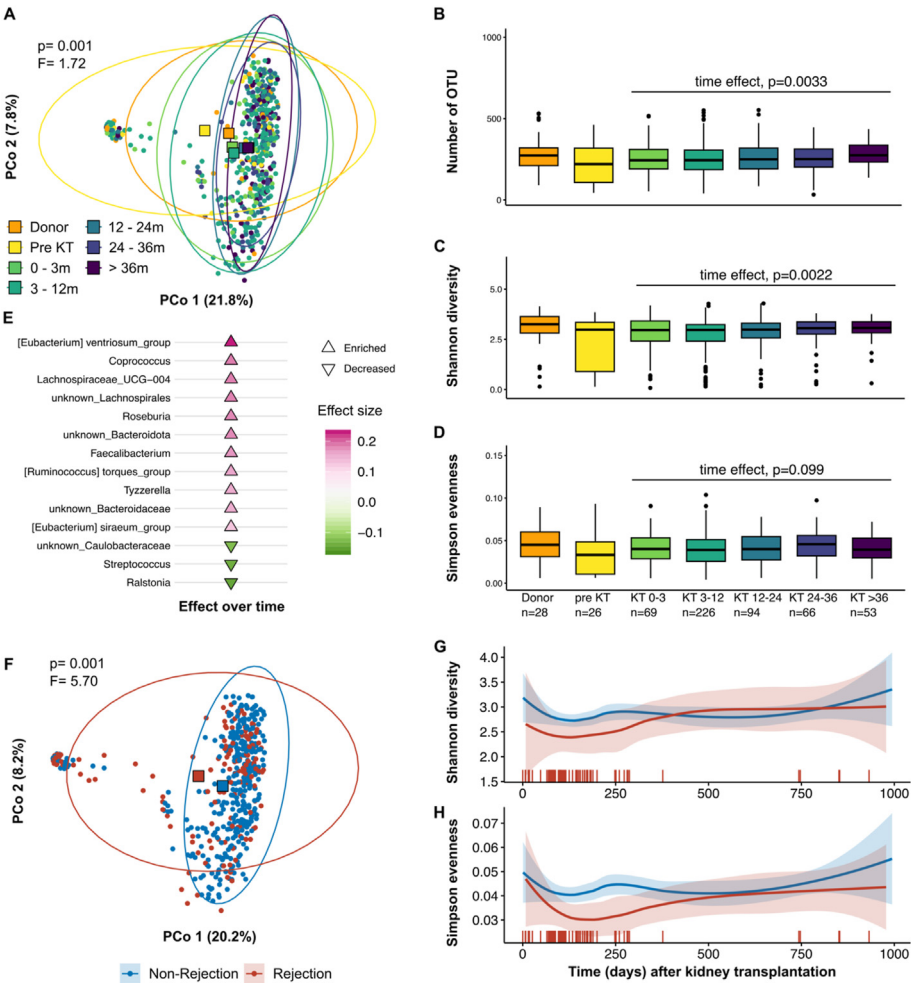 A
p= 0.001
F= 1.72
PCo 2 (7.8%)
Donor
Pre KT
0 - 3m
3 - 12m
12 - 24m
24 - 36m
> 36m
PCo 1 (21.8%)
B
Number of OTU
1000
500
0
time effect, p=0.0033
C
Shannon diversity
5.0
2.5
0.0
time effect, p=0.0022
D
Simpson evenness
0.15
0.10
0.05
0.00
time effect, p=0.099
Donor
n=28
pre KT
n=26
KT 0-3
n=69
KT 3-12
n=226
KT 12-24
n=94
KT 24-36
n=66
KT >36
n=53
E
[Eubacterium] ventriosum_group
Coprococcus
Lachnospiraceae_UCG-004
unknown_Lachnospirales
Roseburia
unknown_Bacteroidota
Faecalibacterium
[Ruminococcus] torques_group
Tyzzerella
unknown_Bacteroidaceae
[Eubacterium] siraeum_group
unknown_Caulobacteraceae
Streptococcus
Ralstonia
Effect over time
Enriched
Decreased
Effect size
0.2
0.1
0.0
−0.1
F
p= 0.001
F= 5.70
PCo 2 (8.2%)
PCo 1 (20.2%)
Non-Rejection
Rejection
G
Shannon diversity
4.0
3.5
3.0
2.5
2.0
1.5
0
250
500
750
1000
H
Simpson evenness
0.07
0.06
0.05
0.04
0.03
0
250
500
750
1000
Time (days) after kidney transplantation